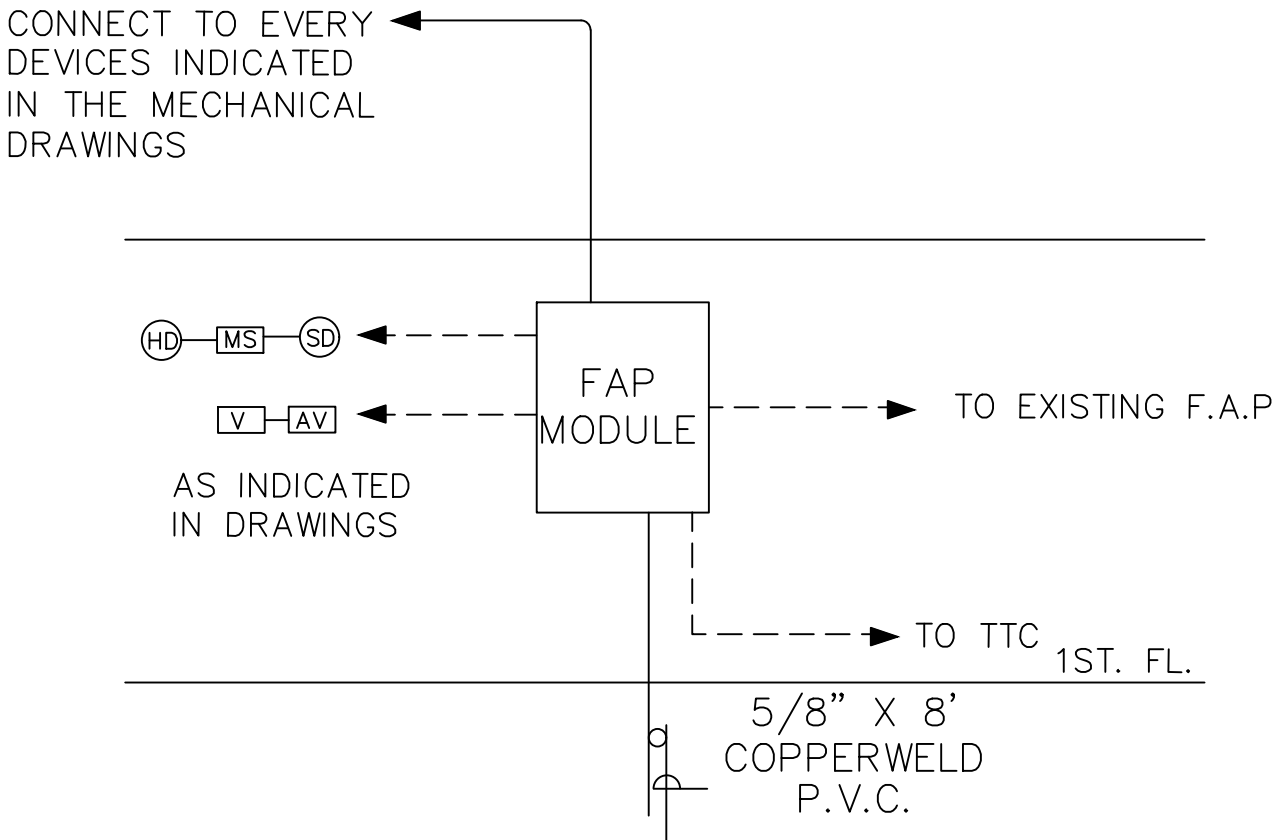 CONNECT TO EVERY
DEVICES INDICATED
IN THE MECHANICAL
DRAWINGS
HD MS SD
V AV
AS INDICATED
IN DRAWINGS
FAP
MODULE
TO EXISTING F.A.P
TO TTC
1ST. FL.
5/8" X 8'
COPPERWELD
P.V.C.